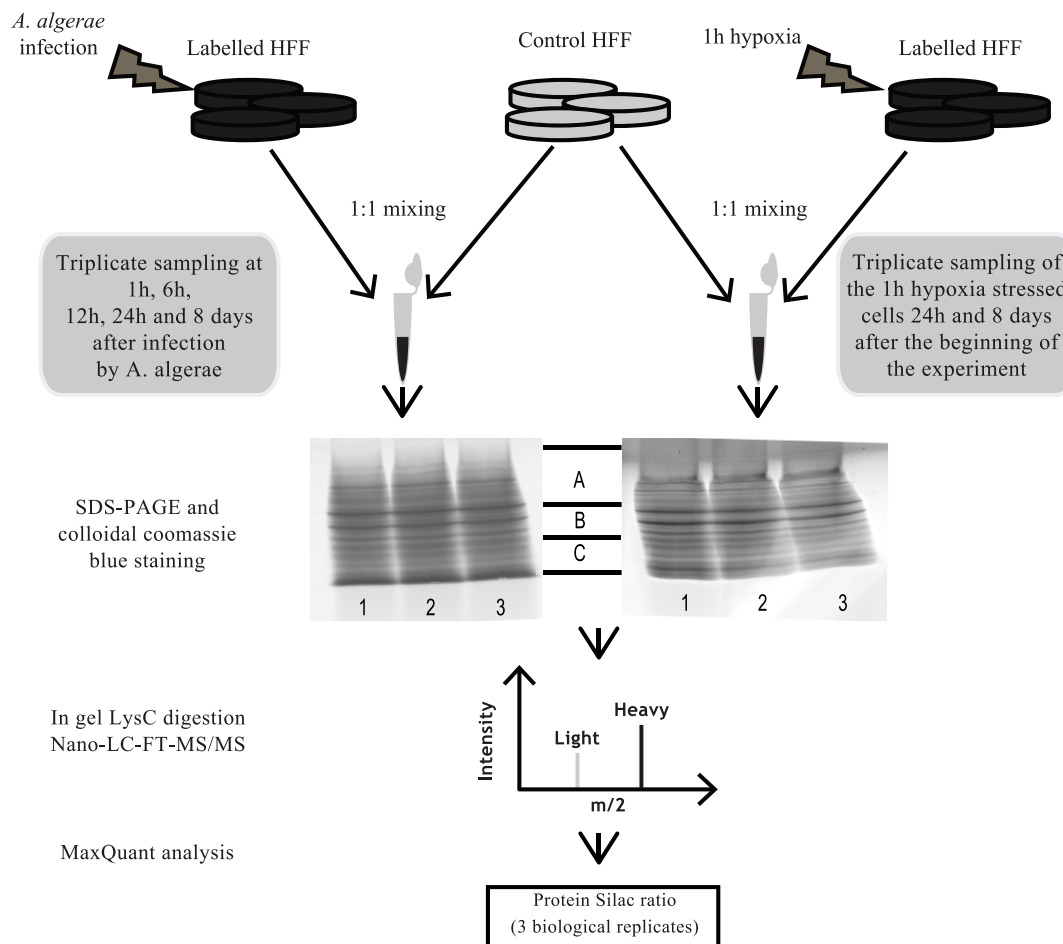 A. algerae
infection
Labelled HFF
Control HFF
1h hypoxia
Labelled HFF
1:1 mixing
1:1 mixing
Triplicate sampling at
1h, 6h,
12h, 24h and 8 days
after infection
by A. algerae
Triplicate sampling of
the 1h hypoxia stressed
cells 24h and 8 days
after the beginning of
the experiment
SDS-PAGE and
colloidal coomassie
blue staining
A
B
C
1 2 3
1 2 3
In gel LysC digestion
Nano-LC-FT-MS/MS
Intensity
Light
Heavy
m/2
MaxQuant analysis
Protein Silac ratio
(3 biological replicates)